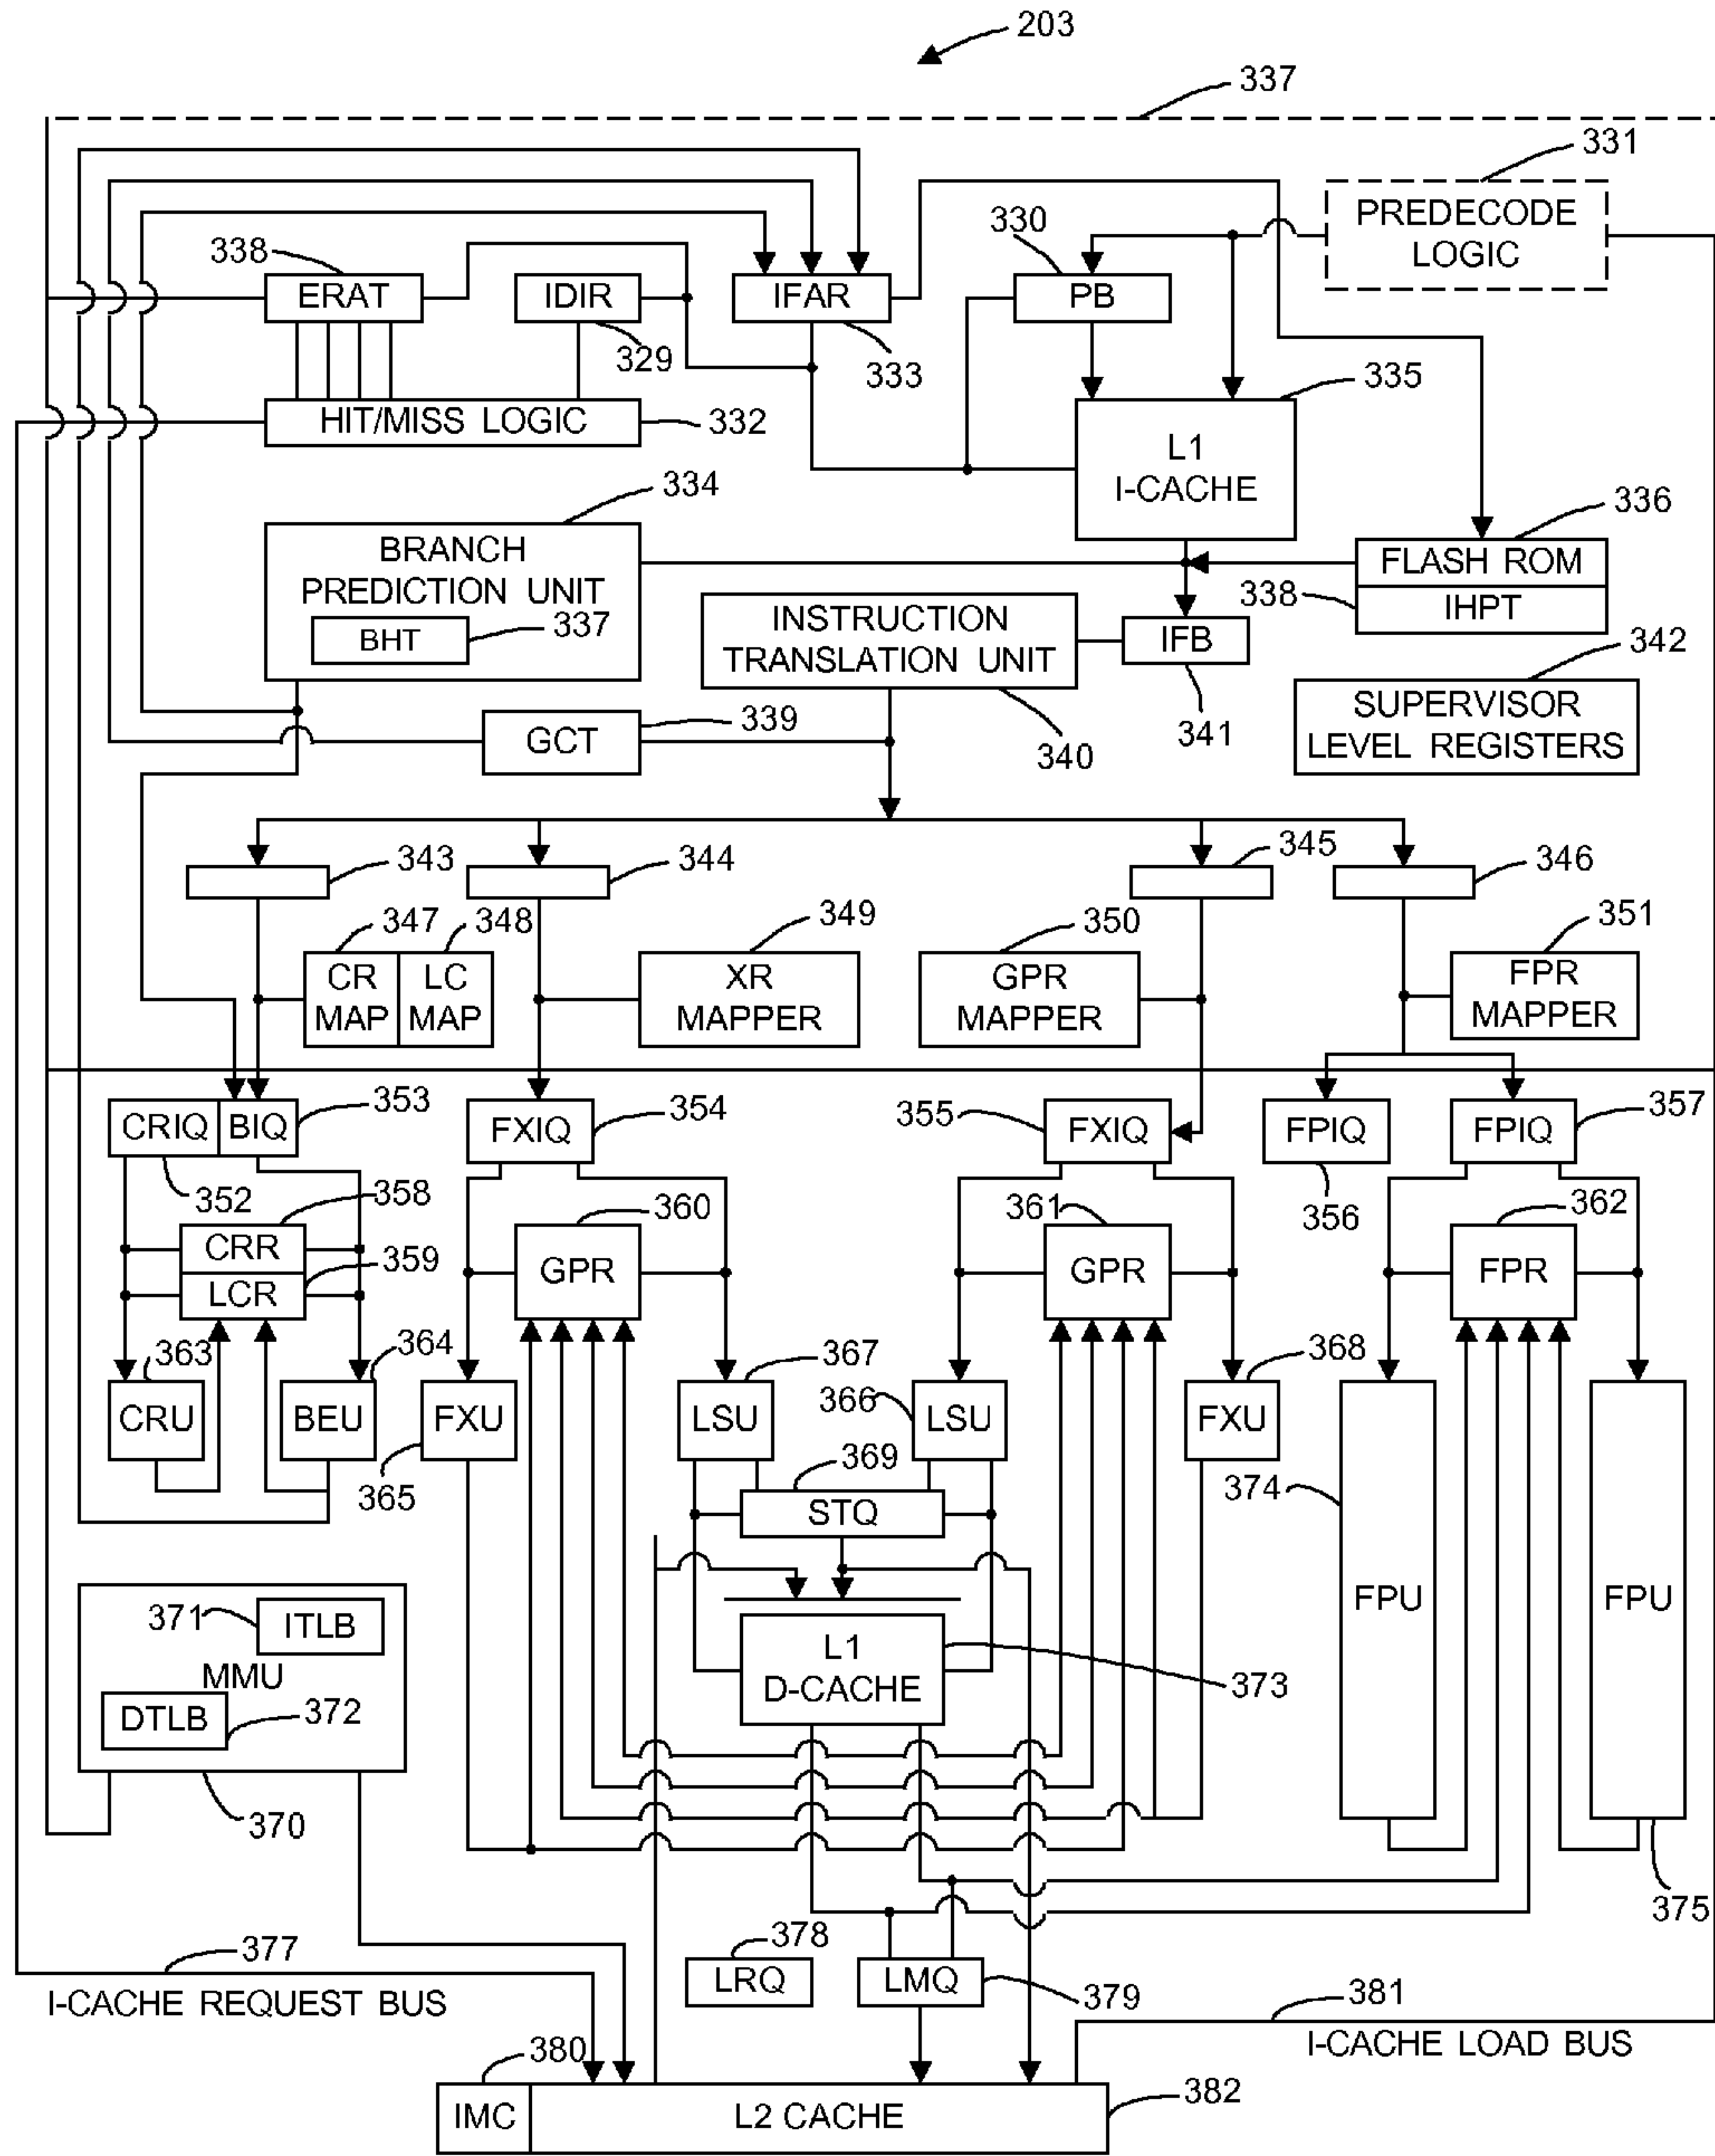 203
337
331
PREDECODE
LOGIC
330
338
ERAT
IDIR
IFAR
PB
329
333
335
HIT/MISS LOGIC
332
L1
I-CACHE
334
336
BRANCH
PREDICTION UNIT
FLASH ROM
338
IHPT
BHT
337
INSTRUCTION
TRANSLATION UNIT
IFB
342
339
GCT
340
341
SUPERVISOR
LEVEL REGISTERS
343
344
345
346
347
348
349
350
351
CR
MAP
LC
MAP
XR
MAPPER
GPR
MAPPER
FPR
MAPPER
353
354
355
357
CRIQ
BIQ
FXIQ
FXIQ
FPIQ
FPIQ
352
358
360
361
356
362
CRR
359
LCR
GPR
GPR
FPR
363
364
367
368
366
CRU
BEU
FXU
LSU
LSU
FXU
365
369
374
STQ
371
ITLB
MMU
DTLB
372
L1
D-CACHE
373
FPU
FPU
370
375
377
378
I-CACHE REQUEST BUS
LRQ
LMQ
379
381
I-CACHE LOAD BUS
380
IMC
L2 CACHE
382